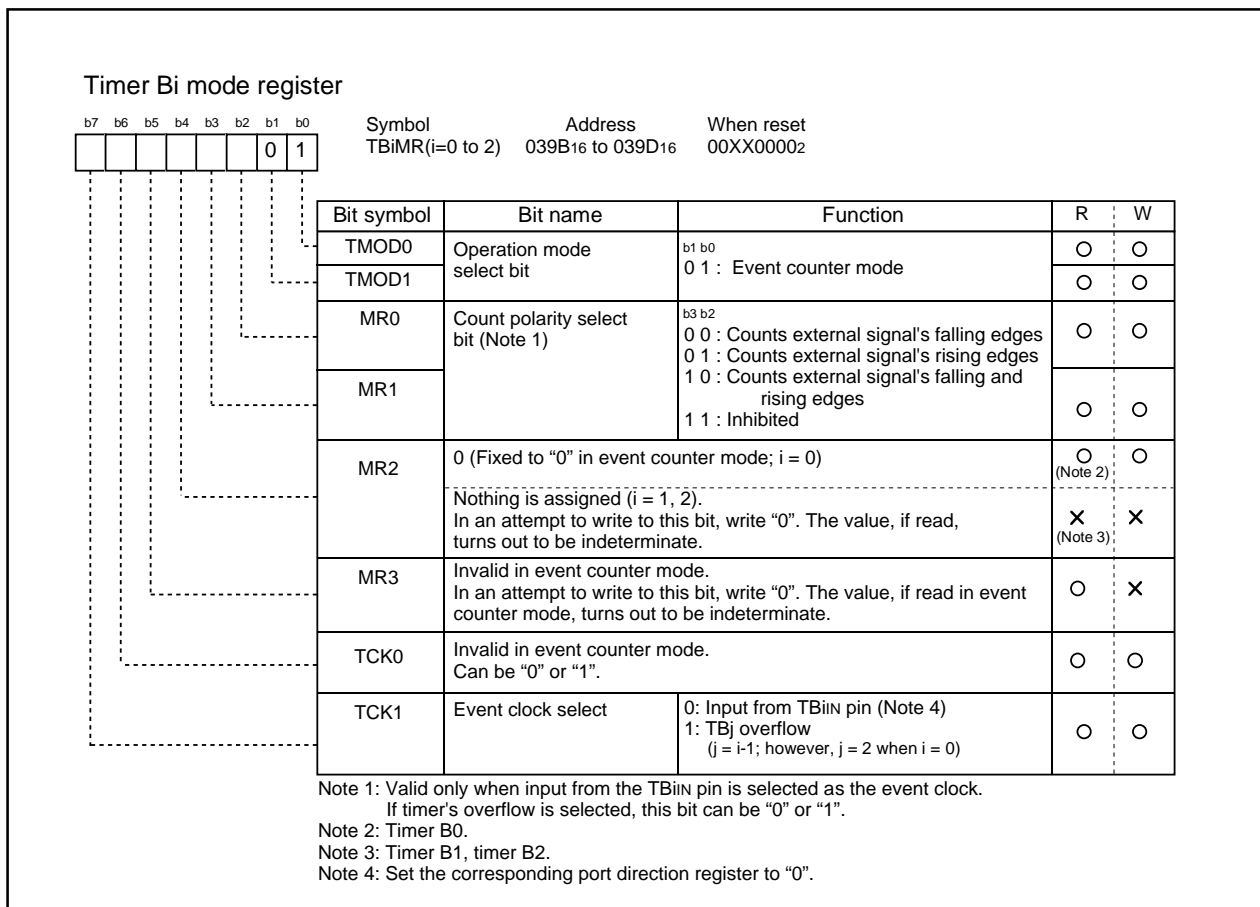 Timer Bi mode register
b7 b6 b5 b4 b3 b2 b1 b0
0 1
Symbol Address When reset
TBiMR(i=0 to 2) 039B16 to 039D16 00XX00002
Bit symbol Bit name Function R W
TMOD0
TMOD1
Operation mode
select bit
b1 b0
0 1 : Event counter mode
MR0
MR1
Count polarity select
bit (Note 1)
b3 b2
0 0 : Counts external signal's falling edges
0 1 : Counts external signal's rising edges
1 0 : Counts external signal's falling and
rising edges
1 1 : Inhibited
MR2
0 (Fixed to “0” in event counter mode; i = 0)
(Note 2)
Nothing is assigned (i = 1, 2).
In an attempt to write to this bit, write “0”. The value, if read,
turns out to be indeterminate.
(Note 3)
MR3
Invalid in event counter mode.
In an attempt to write to this bit, write “0”. The value, if read in event
counter mode, turns out to be indeterminate.
TCK0
Invalid in event counter mode.
Can be “0” or “1”.
TCK1
Event clock select
0: Input from TBiIN pin (Note 4)
1: TBj overflow
(j = i-1; however, j = 2 when i = 0)
Note 1: Valid only when input from the TBiIN pin is selected as the event clock.
If timer's overflow is selected, this bit can be “0” or “1”.
Note 2: Timer B0.
Note 3: Timer B1, timer B2.
Note 4: Set the corresponding port direction register to “0”.